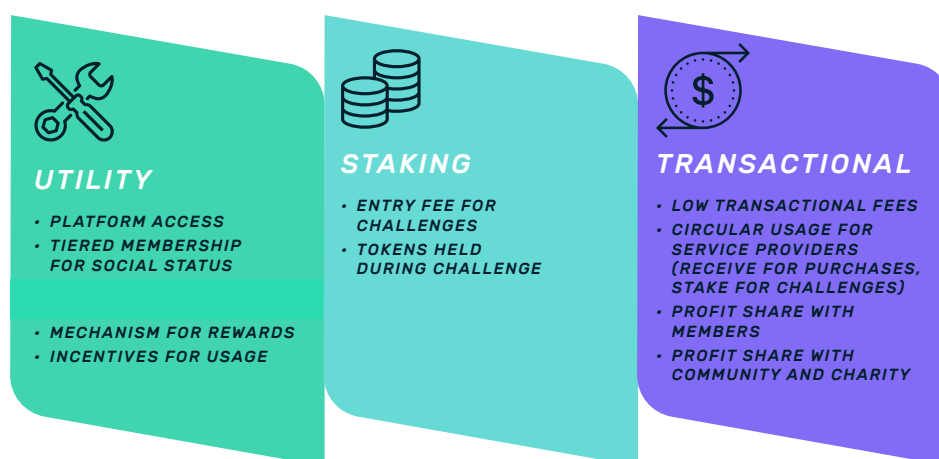 UTILITY
• PLATFORM ACCESS
• TIERED MEMBERSHIP
FOR SOCIAL STATUS
• MECHANISM FOR REWARDS
• INCENTIVES FOR USAGE
STAKING
• ENTRY FEE FOR
CHALLENGES
• TOKENS HELD
DURING CHALLENGE
$
TRANSACTIONAL
• LOW TRANSACTIONAL FEES
• CIRCULAR USAGE FOR
SERVICE PROVIDERS
(RECEIVE FOR PURCHASES,
STAKE FOR CHALLENGES)
• PROFIT SHARE WITH
MEMBERS
• PROFIT SHARE WITH
COMMUNITY AND CHARITY